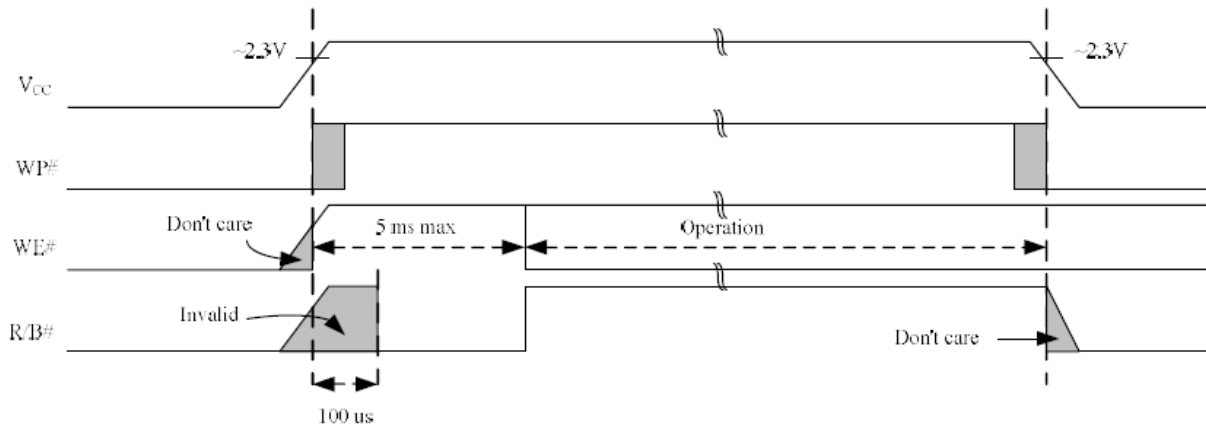 ~2.3V
~2.3V
VCC
WP#
Don't care
5 ms max
Operation
WE#
Invalid
R/B#
Don't care
100 us